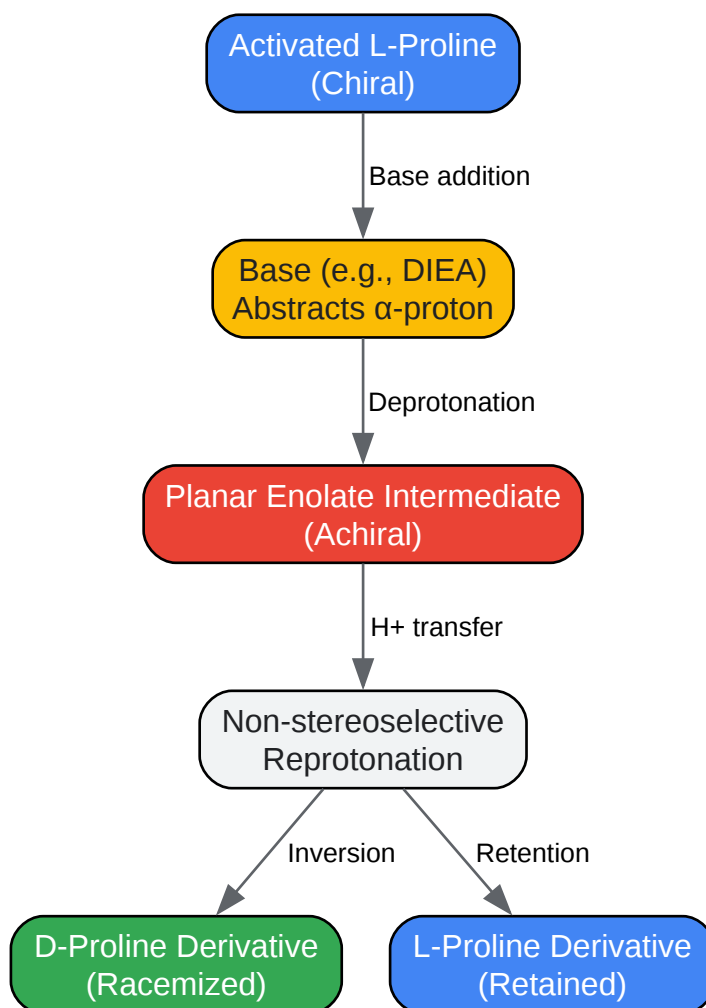 Activated L-Proline
(Chiral)
Base addition
Base (e.g., DIEA)
Abstracts α-proton
Deprotonation
Planar Enolate Intermediate
(Achiral)
H+ transfer
Non-stereoselective
Reprotonation
Inversion
Retention
D-Proline Derivative
(Racemized)
L-Proline Derivative
(Retained)